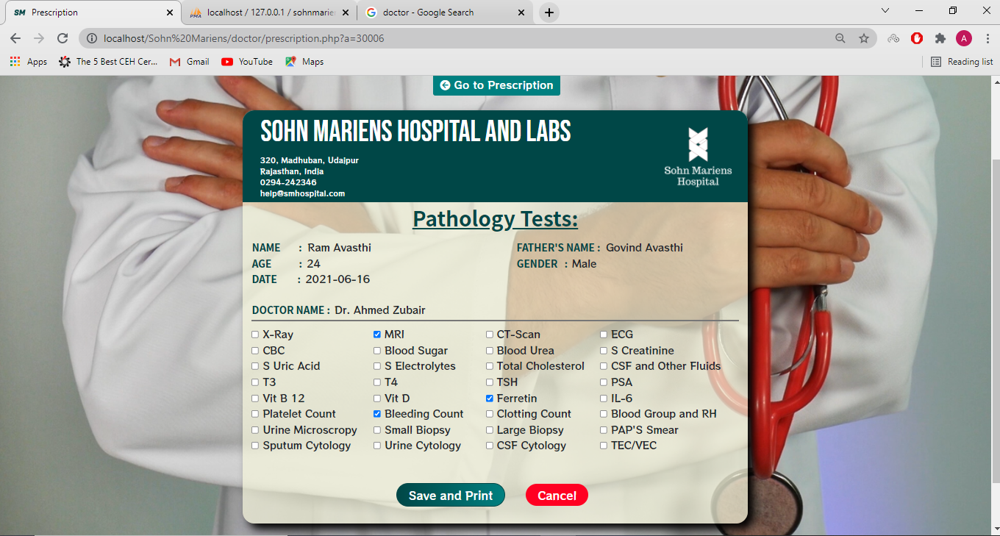 SM Prescription
localhost / 127.0.0.1 / sohnmarie
doctor - Google Search
localhost/Sohn%20Mariens/doctor/prescription.php?a=30006
A
Apps
The 5 Best CEH Cer...
Gmail
YouTube
Maps
Reading list
Go to Prescription
SOHN MARIENS HOSPITAL AND LABS
320, Madhuban, Udaipur
Rajasthan, India
0294-242346
help@smhospital.com
Sohn Mariens
Hospital
Pathology Tests:
NAME : Ram Avasthi FATHER'S NAME : Govind Avasthi
AGE : 24 GENDER : Male
DATE : 2021-06-16
DOCTOR NAME : Dr. Ahmed Zubair
X-Ray MRI CT-Scan ECG
CBC Blood Sugar Blood Urea S Creatinine
S Uric Acid S Electrolytes Total Cholesterol CSF and Other Fluids
T3 T4 TSH PSA
Vit B 12 Vit D Ferretin IL-6
Platelet Count Bleeding Count Clotting Count Blood Group and RH
Urine Microscropy Small Biopsy Large Biopsy PAP'S Smear
Sputum Cytology Urine Cytology CSF Cytology TEC/VEC
Save and Print Cancel